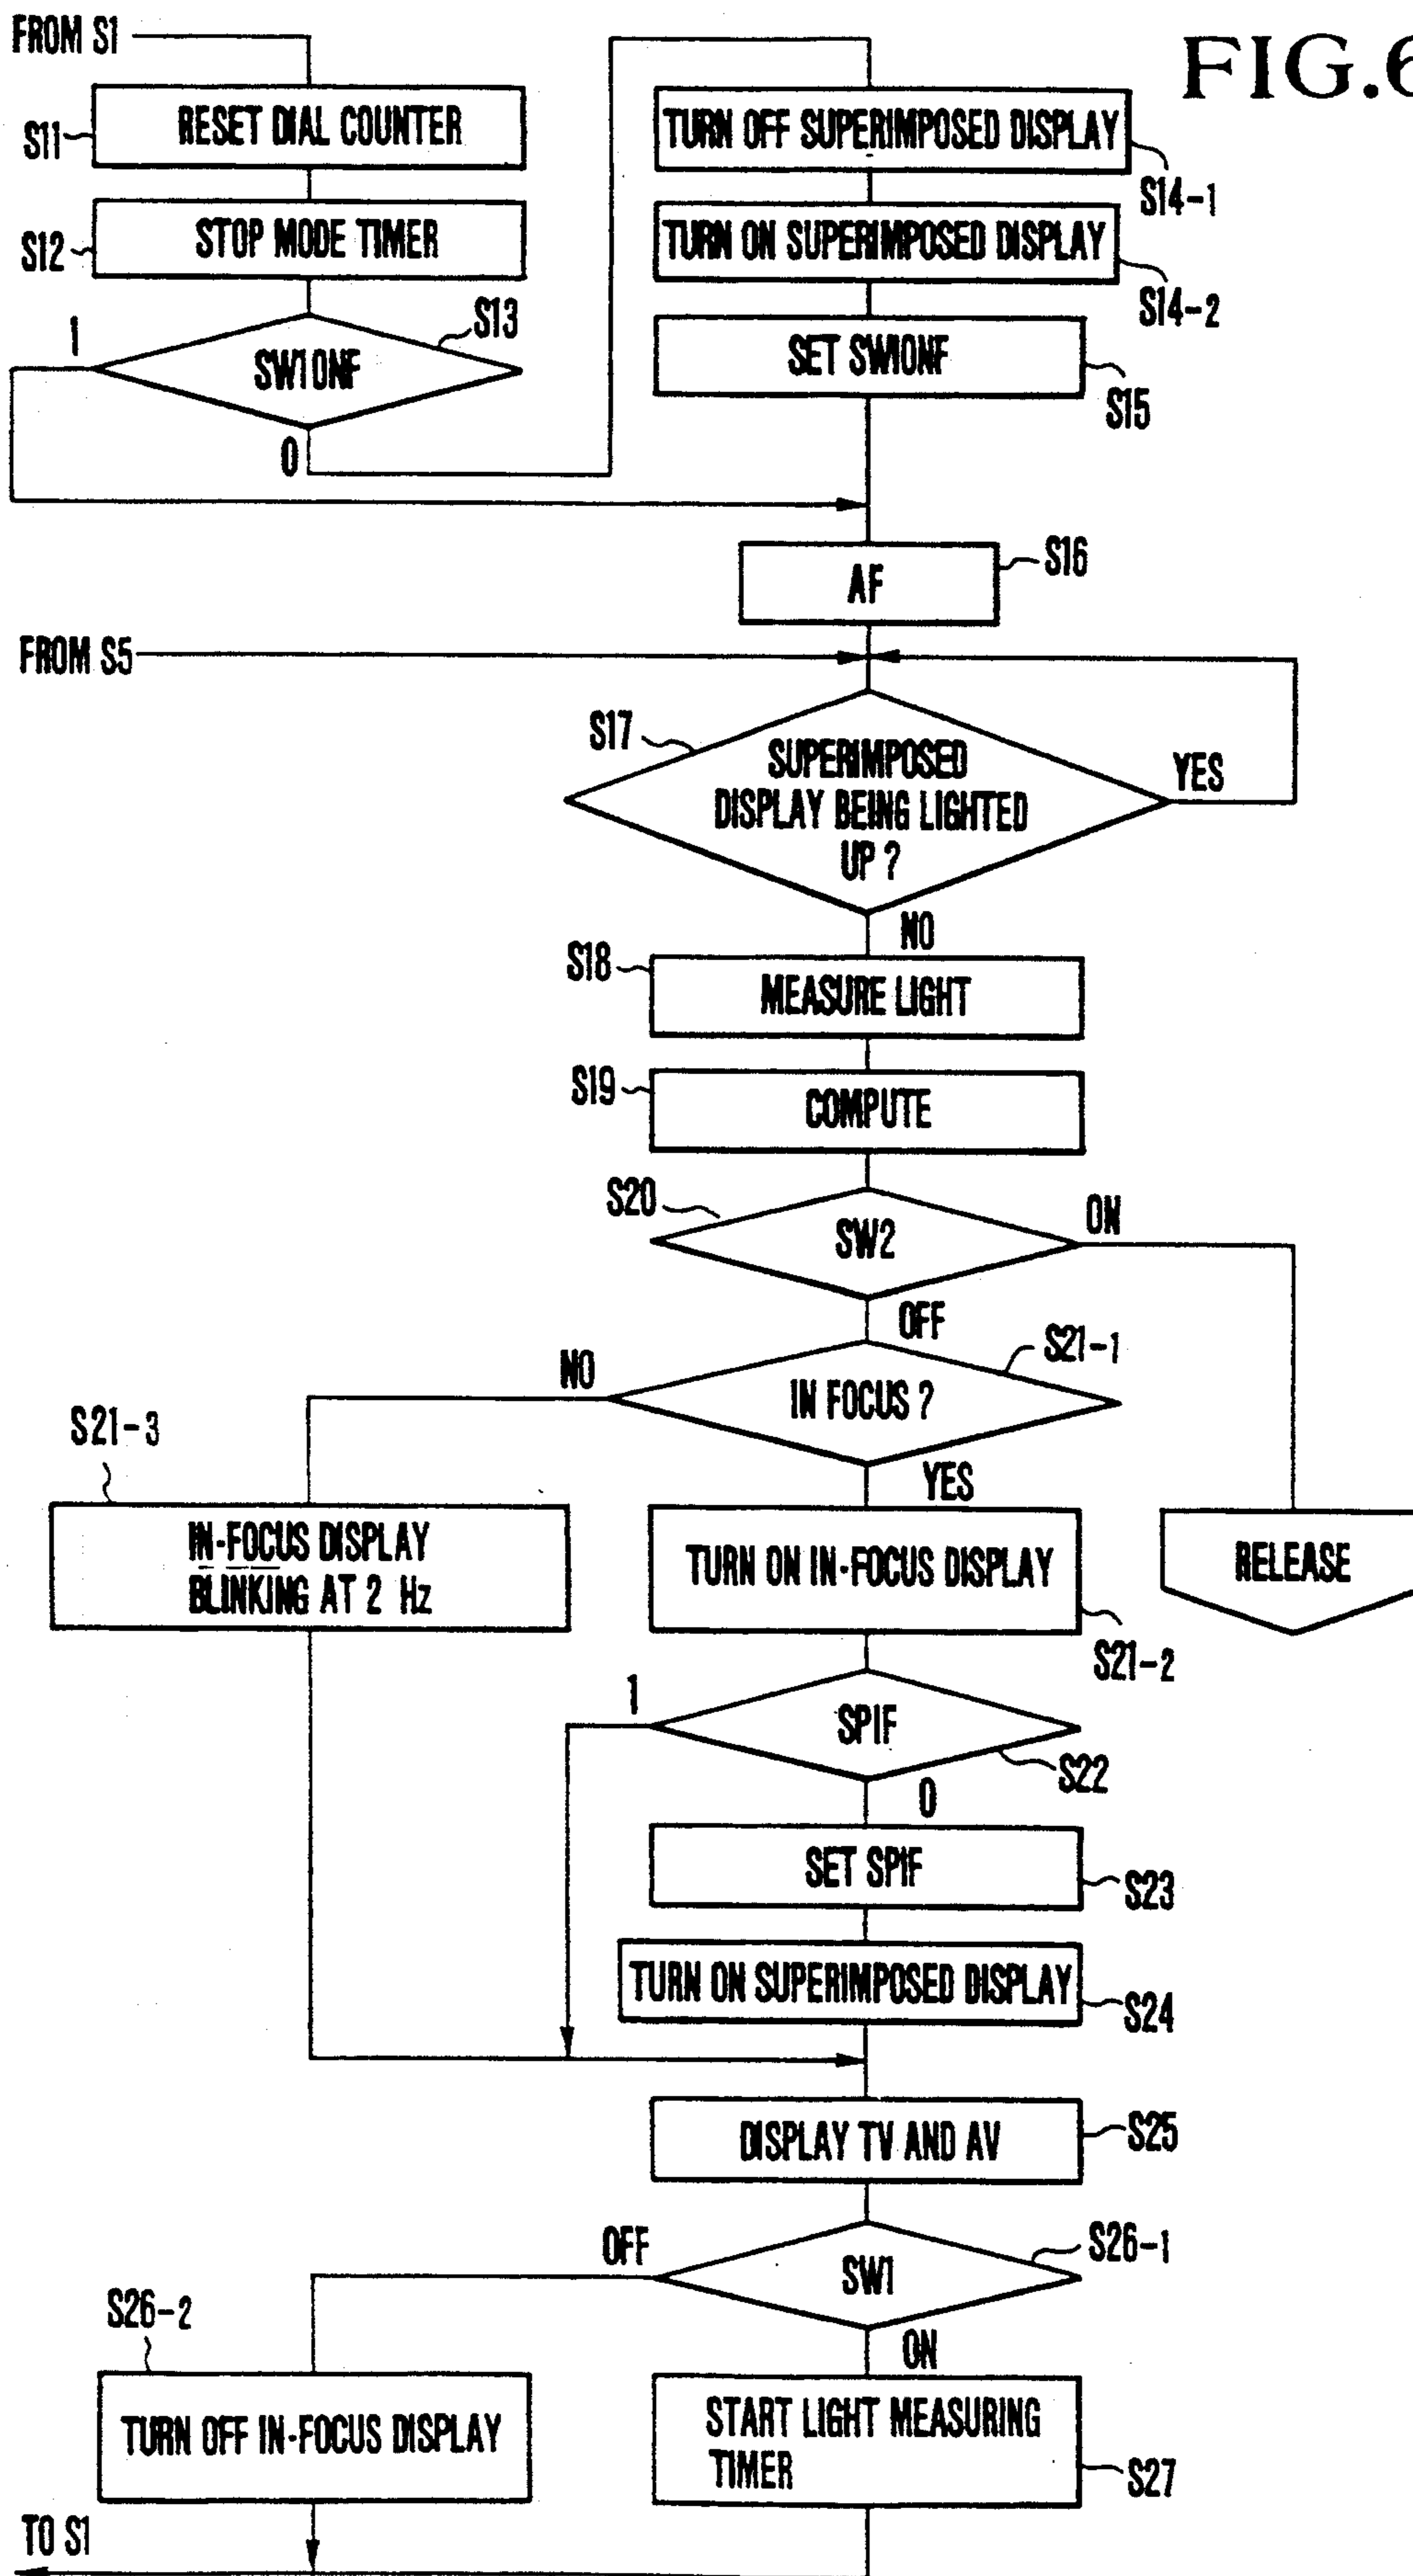 FIG.6
FROM S1
RESET DIAL COUNTER
S11
STOP MODE TIMER
S12
S13
1
SW1ONF
0
TURN OFF SUPERIMPOSED DISPLAY
S14-1
TURN ON SUPERIMPOSED DISPLAY
S14-2
SET SW1ONF
S15
AF
S16
FROM S5
S17
SUPERIMPOSED
DISPLAY BEING LIGHTED
UP ?
YES
NO
S18
MEASURE LIGHT
S19
COMPUTE
S20
SW2
ON
OFF
S21-1
NO
IN FOCUS ?
YES
S21-3
IN-FOCUS DISPLAY
BLINKING AT 2 Hz
TURN ON IN-FOCUS DISPLAY
S21-2
RELEASE
1
SPIF
S22
0
SET SPIF
S23
TURN ON SUPERIMPOSED DISPLAY
S24
DISPLAY TV AND AV
S25
OFF
SW1
S26-1
ON
S26-2
TURN OFF IN-FOCUS DISPLAY
START LIGHT MEASURING
TIMER
S27
TO S1